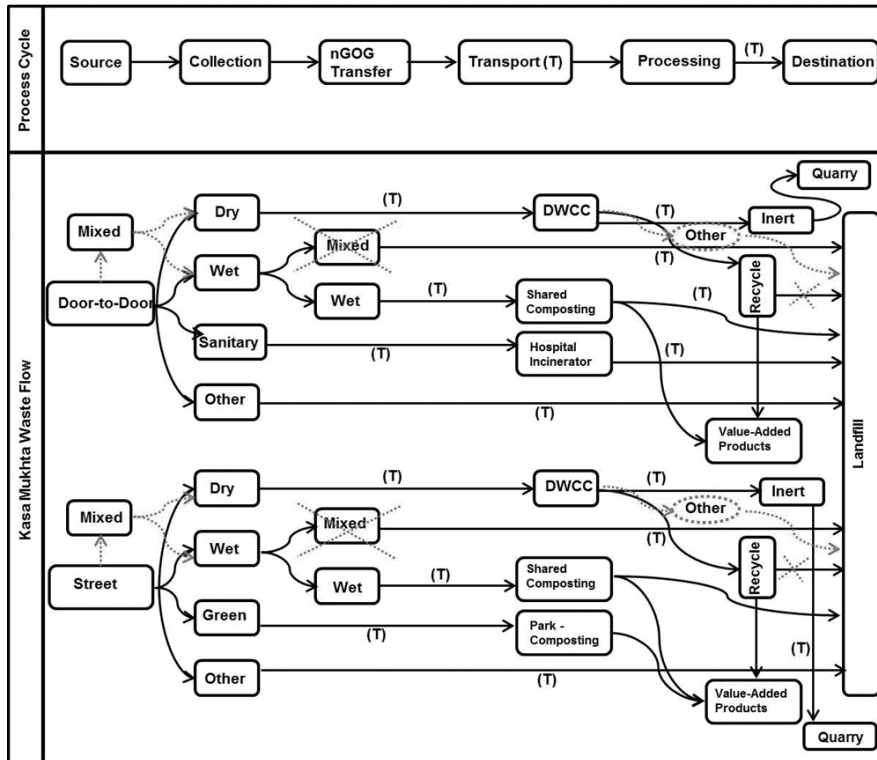 Process Cycle
Source
Collection
nGOG
Transfer
Transport (T)
Processing
(T)
Destination
Kasa Mukhta Waste Flow
Quarry
Dry
(T)
DWCC
(T)
Inert
Mixed
Other
Mixed
(T)
Wet
Recycle
Door-to-Door
Wet
(T)
Shared
Composting
(T)
Sanitary
(T)
Hospital
Incinerator
(T)
Other
(T)
Value-Added
Products
Landfill
Dry
(T)
DWCC
(T)
Inert
Mixed
Other
Mixed
(T)
Wet
Recycle
Street
Wet
(T)
Shared
Composting
Green
(T)
Park -
Composting
(T)
Other
(T)
Value-Added
Products
Quarry